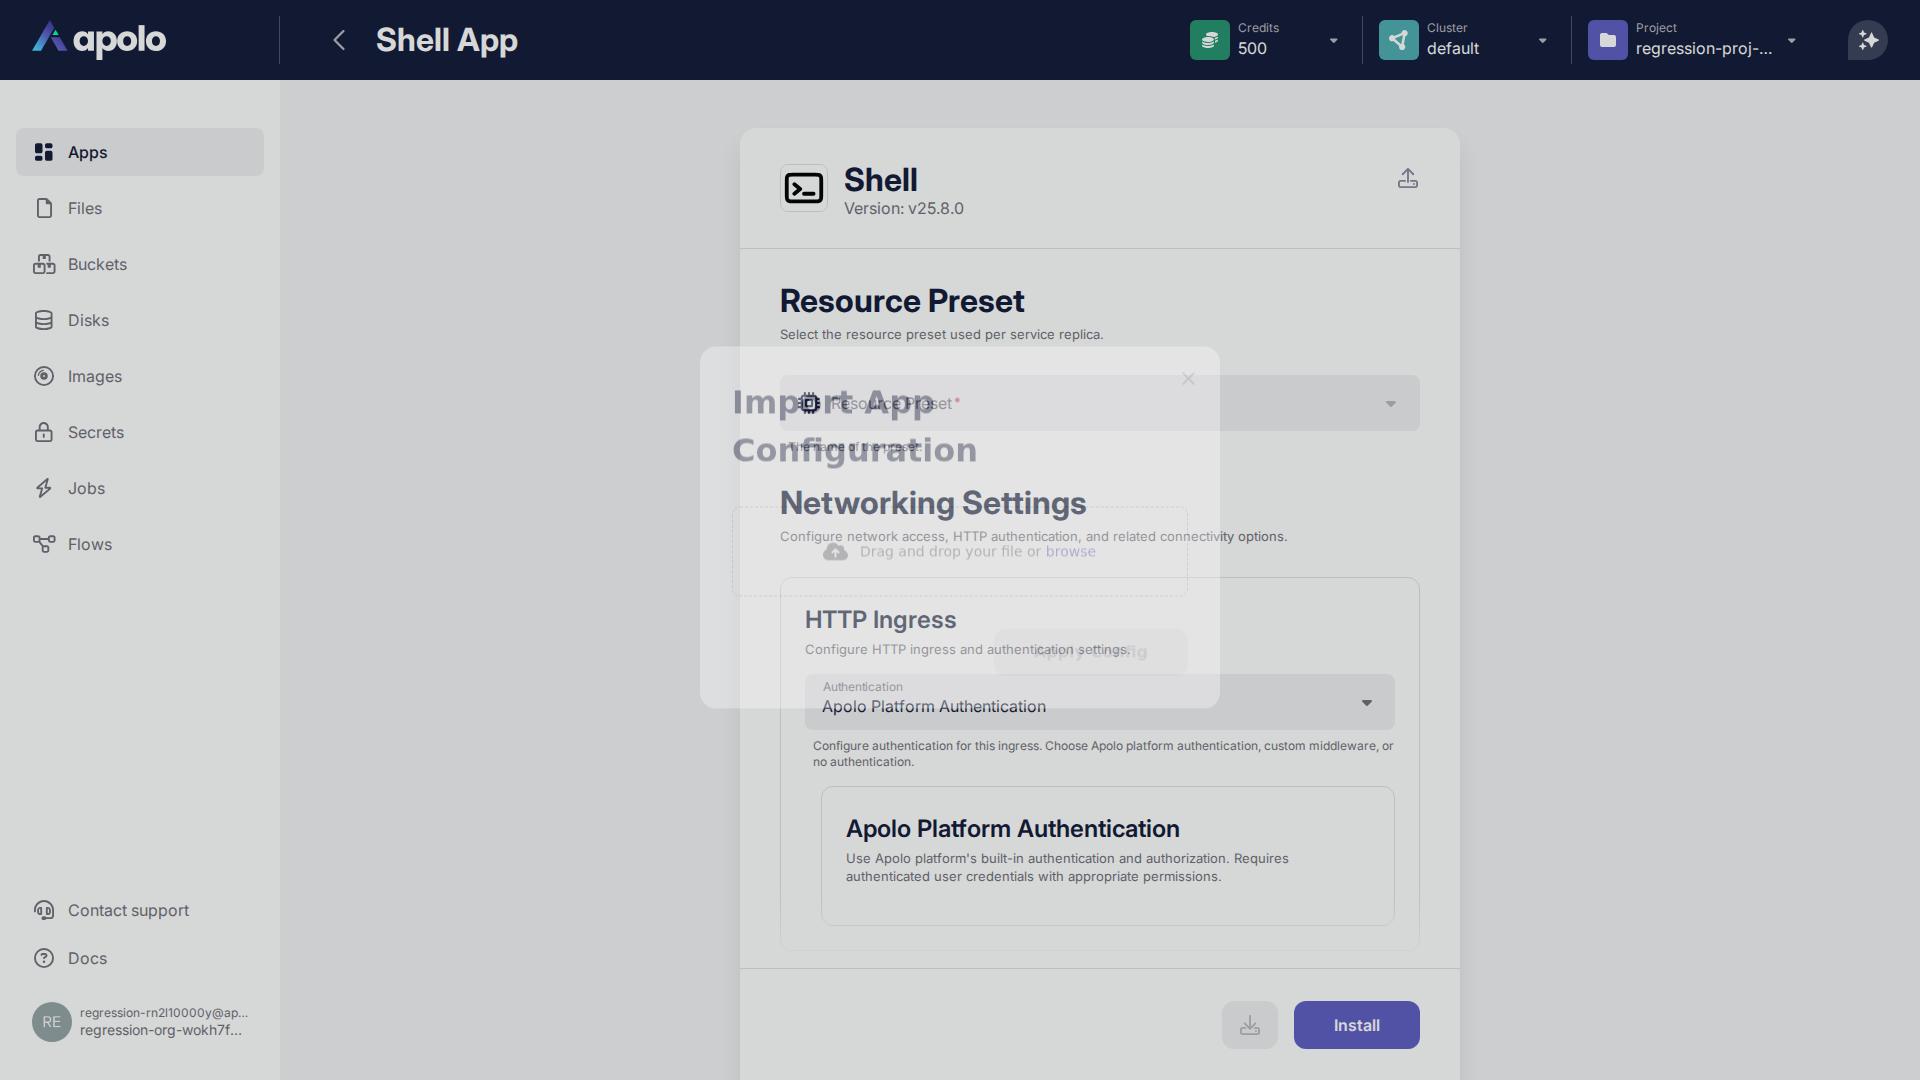 apolo
Shell App
Credits
500
Cluster
default
Project
regression-proj-...
Apps
Files
Buckets
Disks
Images
Secrets
Jobs
Flows
Contact support
Docs
RE
regression-rn2l10000y@ap...
regression-org-wokh7f...
Shell
Version: v25.8.0
Resource Preset
Select the resource preset used per service replica.
Resource Preset*
The name of the preset.
Import App
Configuration
Drag and drop your file or browse
Apply Config
Networking Settings
Configure network access, HTTP authentication, and related connectivity options.
HTTP Ingress
Configure HTTP ingress and authentication settings.
Authentication
Apolo Platform Authentication
Configure authentication for this ingress. Choose Apolo platform authentication, custom middleware, or
no authentication.
Apolo Platform Authentication
Use Apolo platform's built-in authentication and authorization. Requires
authenticated user credentials with appropriate permissions.
Install